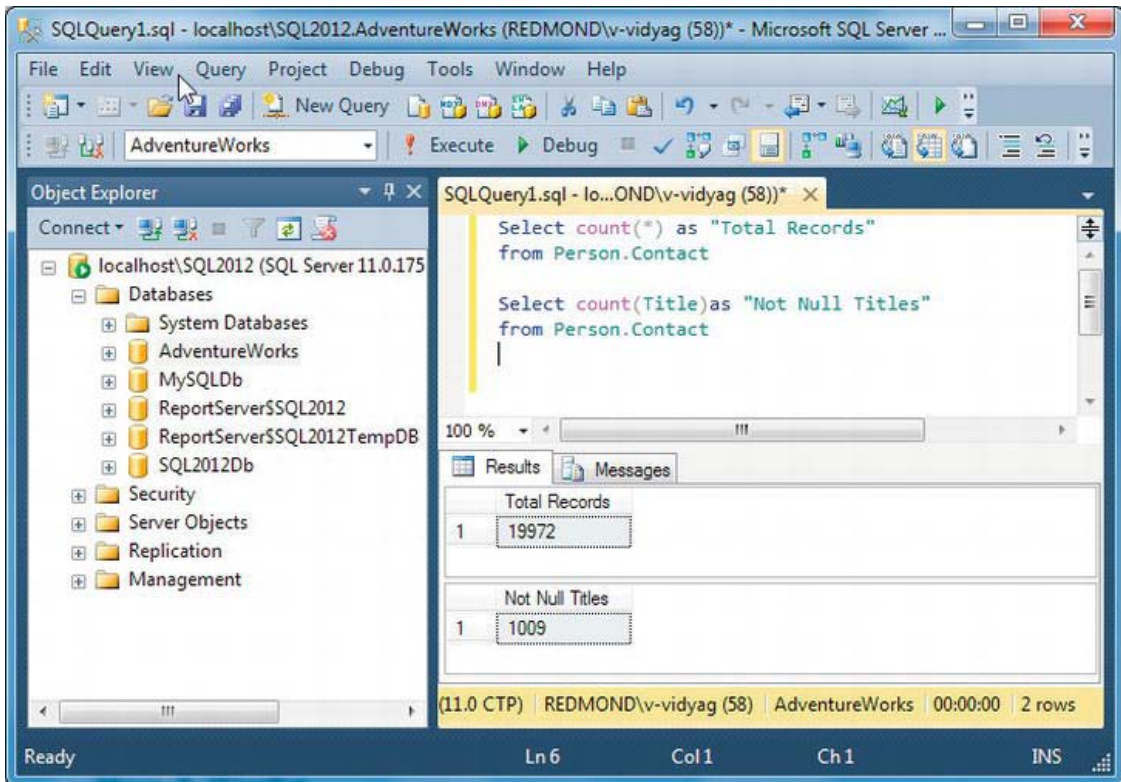 SQLQuery1.sql - localhost\SQL2012.AdventureWorks (REDMOND\v-vidyag (58))* - Microsoft SQL Server ...
File Edit View Query Project Debug Tools Window Help
New Query
AdventureWorks Execute Debug
Object Explorer
Connect
localhost\SQL2012 (SQL Server 11.0.175
Databases
System Databases
AdventureWorks
MySQLDb
ReportServer$SQL2012
ReportServer$SQL2012TempDB
SQL2012Db
Security
Server Objects
Replication
Management
SQLQuery1.sql - lo...OND\v-vidyag (58))*
Select count(*) as "Total Records"
from Person.Contact
Select count(Title)as "Not Null Titles"
from Person.Contact
100 %
Results Messages
Total Records
1 19972
Not Null Titles
1 1009
(11.0 CTP) REDMOND\v-vidyag (58) AdventureWorks 00:00:00 2 rows
Ready Ln 6 Col 1 Ch 1 INS